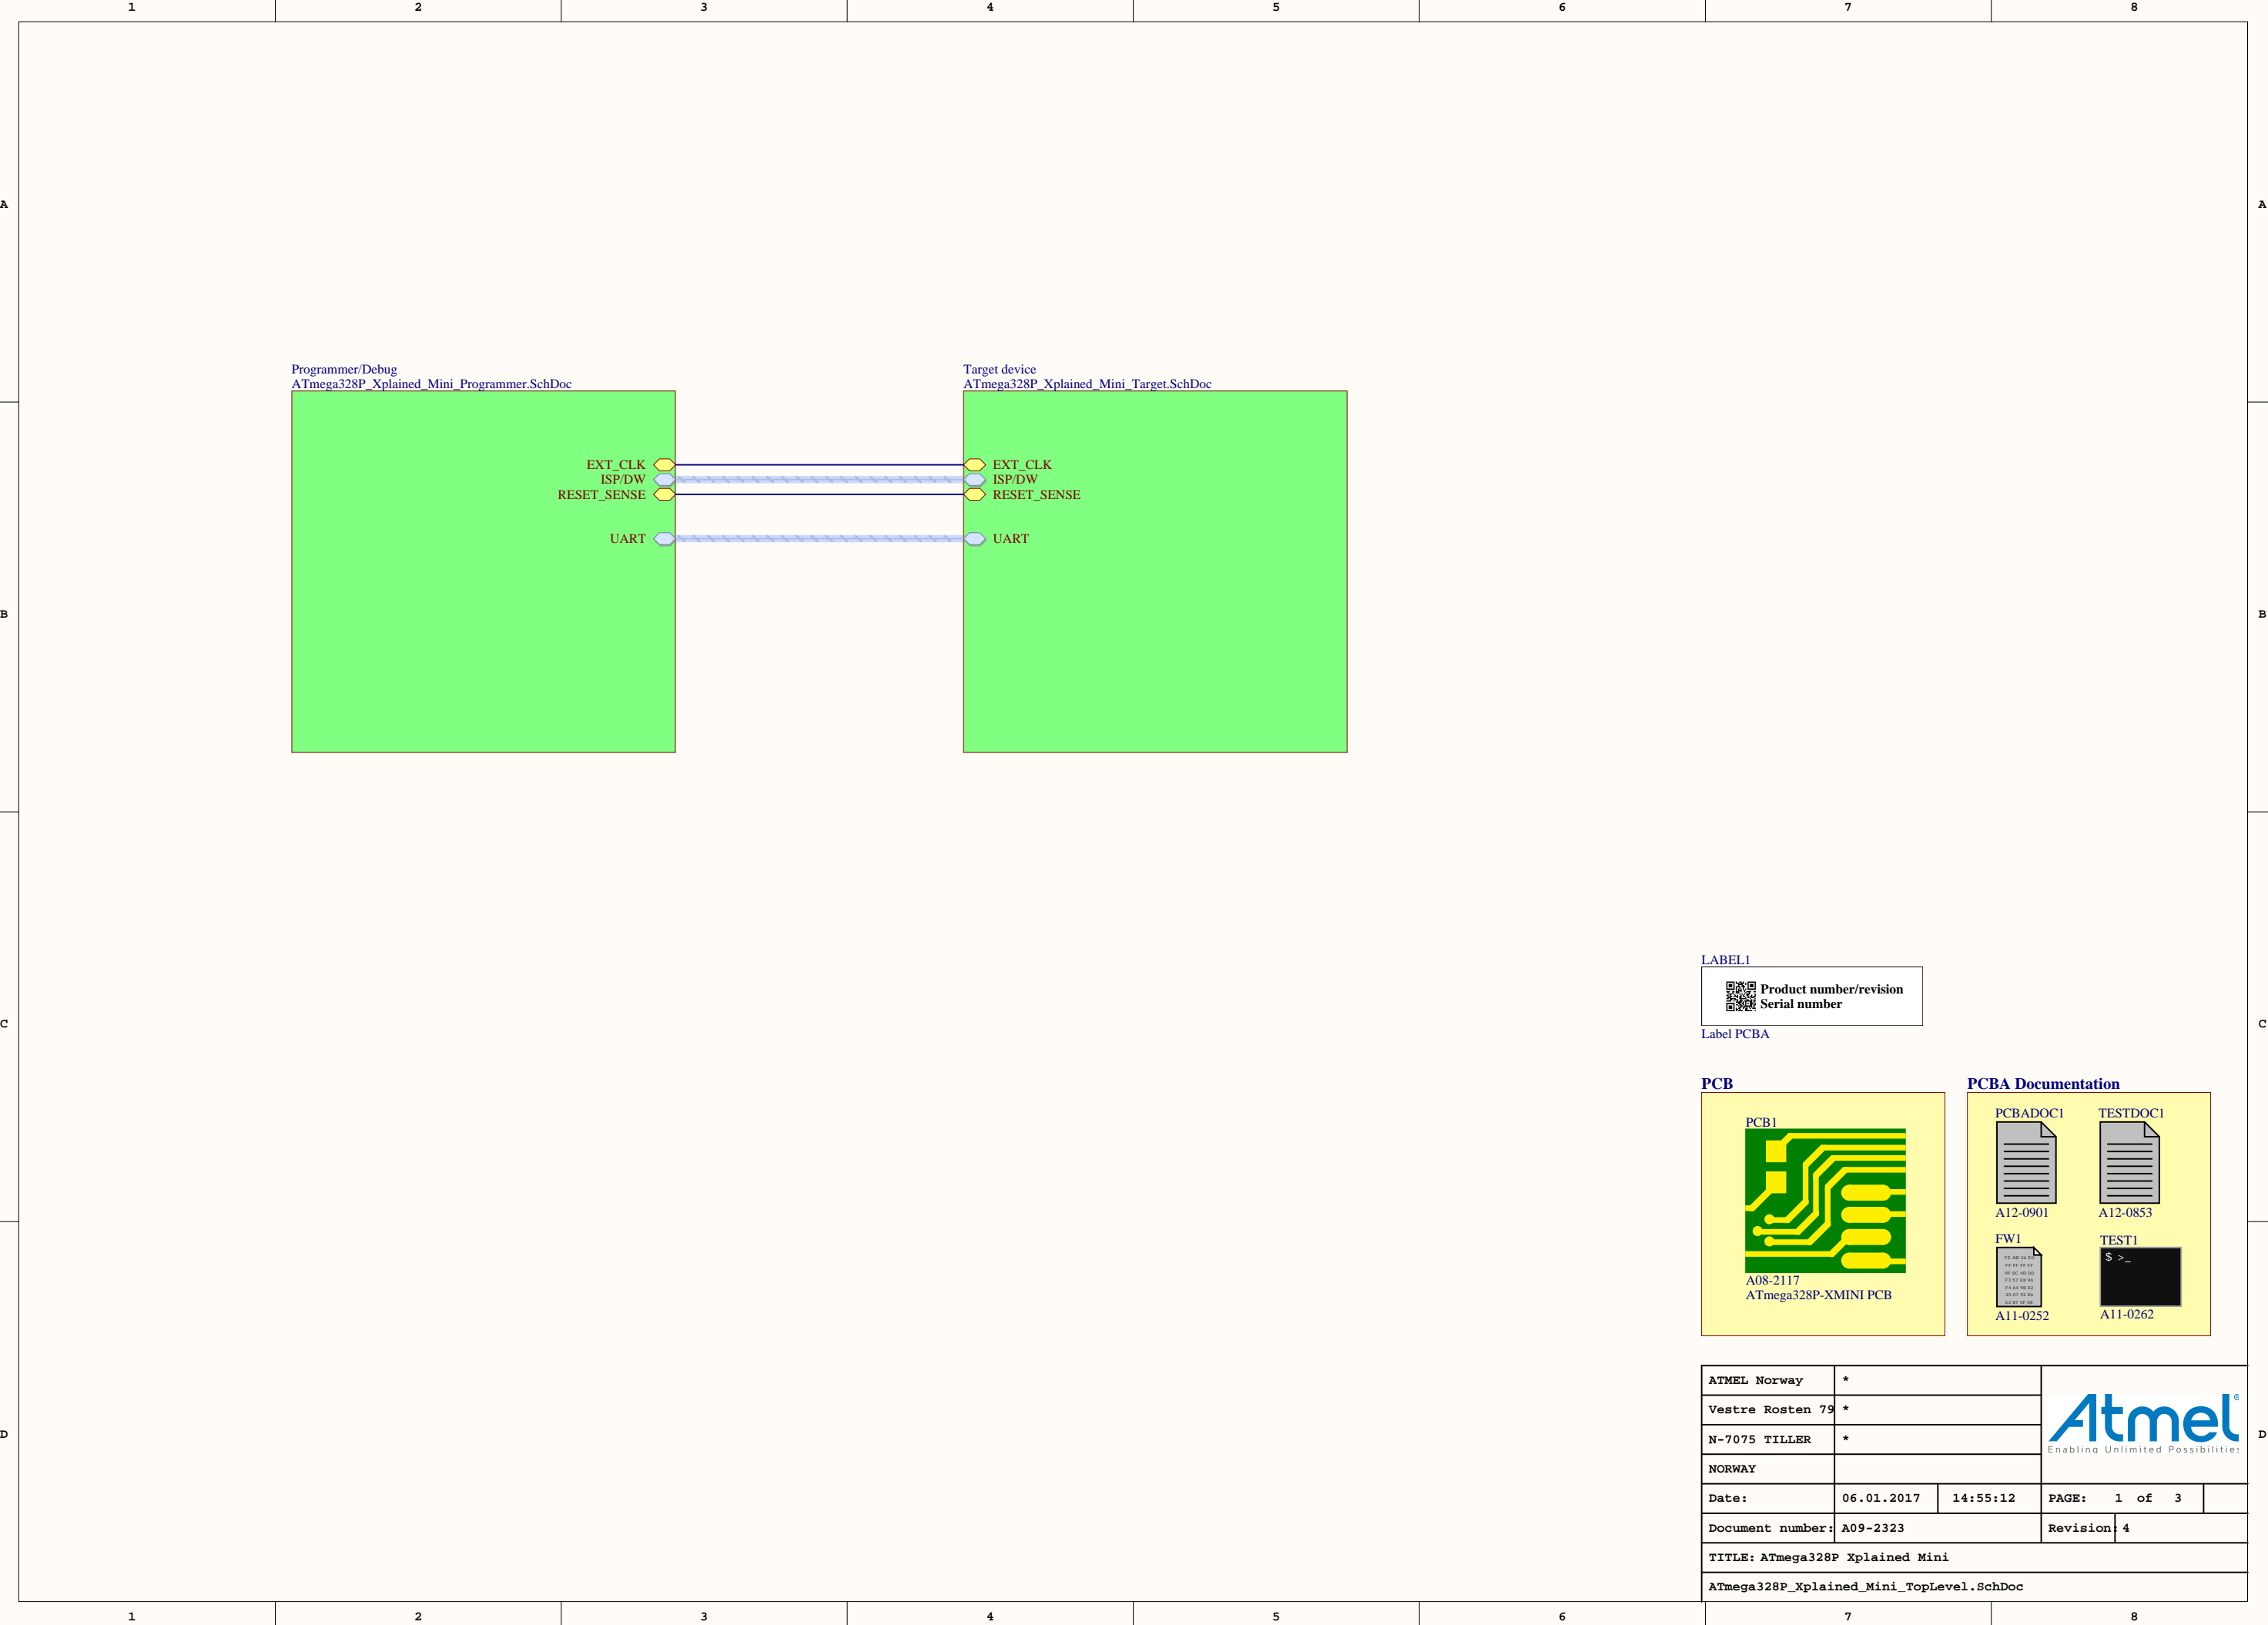 1 2 3 4 5 6 7 8
A A
Programmer/Debug
ATmega328P_Xplained_Mini_Programmer.SchDoc
Target device
ATmega328P_Xplained_Mini_Target.SchDoc
EXT_CLK EXT_CLK
ISP/DW ISP/DW
RESET_SENSE RESET_SENSE
UART UART
B B
LABEL1
Product number/revision
Serial number
Label PCBA
C C
PCB
PCB1
A08-2117
ATmega328P-XMINI PCB
PCBA Documentation
PCBADOC1 TESTDOC1
A12-0901 A12-0853
FW1 TEST1
$ >_
A11-0252 A11-0262
ATMEL Norway *
Vestre Rosten 79 *
N-7075 TILLER *
NORWAY
Atmel®
Enabling Unlimited Possibilities
D D
Date: 06.01.2017 14:55:12 PAGE: 1 of 3
Document number: A09-2323 Revision: 4
TITLE: ATmega328P Xplained Mini
ATmega328P_Xplained_Mini_TopLevel.SchDoc
1 2 3 4 5 6 7 8